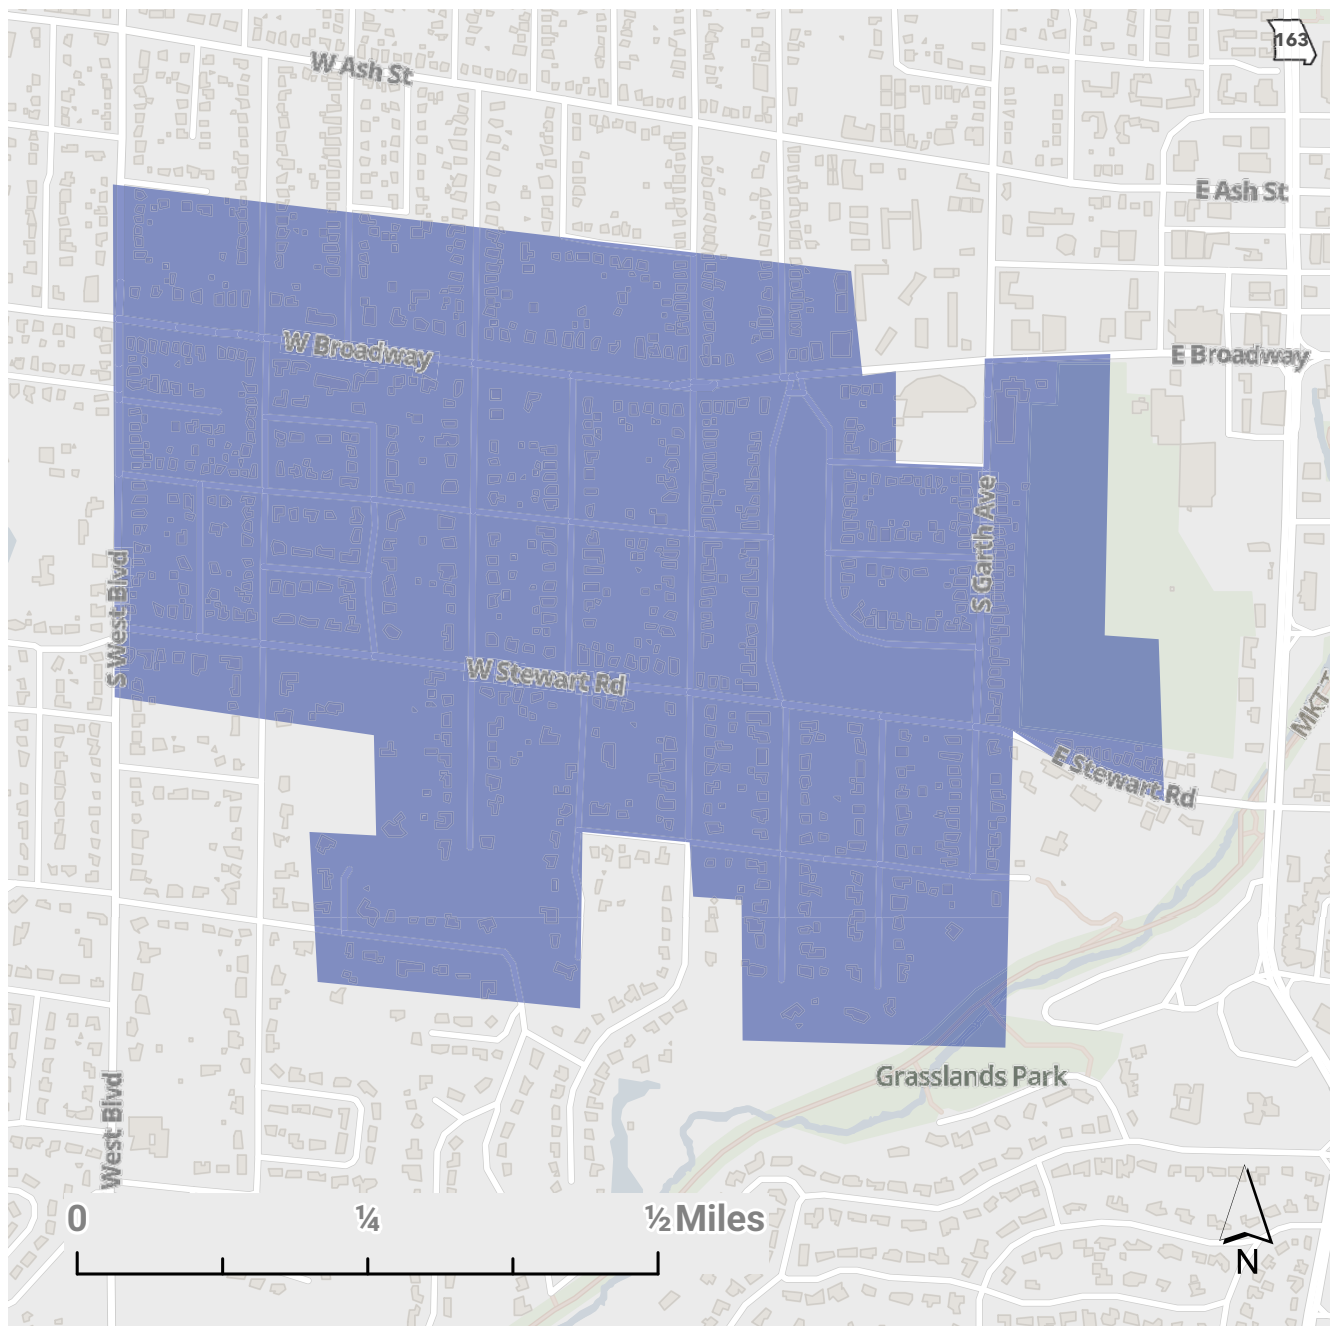 163
W Ash St
E Ash St
W Broadway
E Broadway
S Garth Ave
S West Blvd
W Stewart Rd
MKT T
E Stewart Rd
Grasslands Park
West Blvd
0 ¼ ½ Miles
N